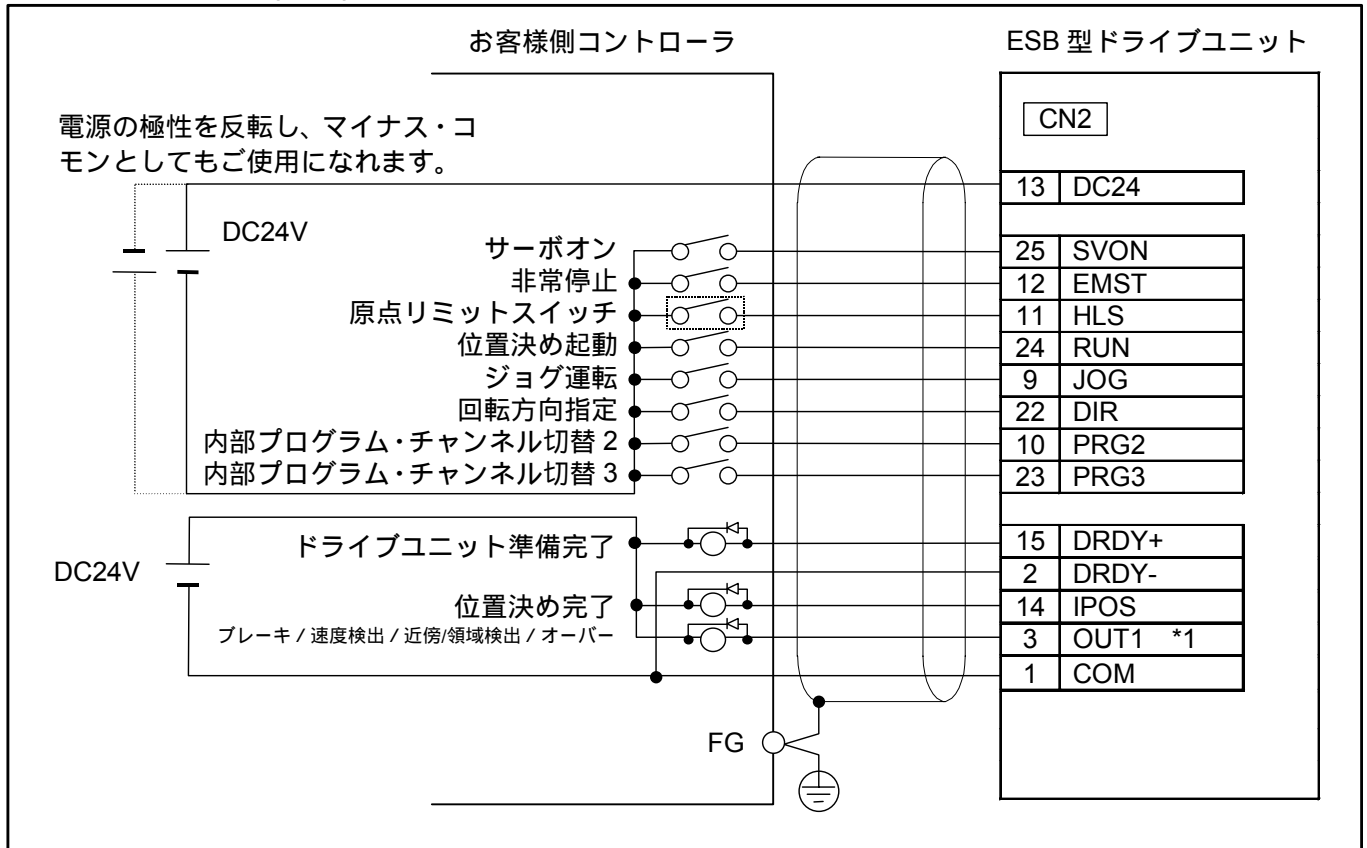 お客様側コントローラ
ESB 型ドライブユニット
電源の極性を反転し、マイナス・コ
モンとしてもご使用になれます。
CN2
13 DC24
DC24V
サーボオン 25 SVON
非常停止 12 EMST
原点リミットスイッチ 11 HLS
位置決め起動 24 RUN
ジョグ運転 9 JOG
回転方向指定 22 DIR
内部プログラム・チャンネル切替 2 10 PRG2
内部プログラム・チャンネル切替 3 23 PRG3
DC24V
ドライブユニット準備完了 15 DRDY+
2 DRDY-
位置決め完了 14 IPOS
ブレーキ / 速度検出 / 近傍/領域検出 / オーバー 3 OUT1 *1
1 COM
FG